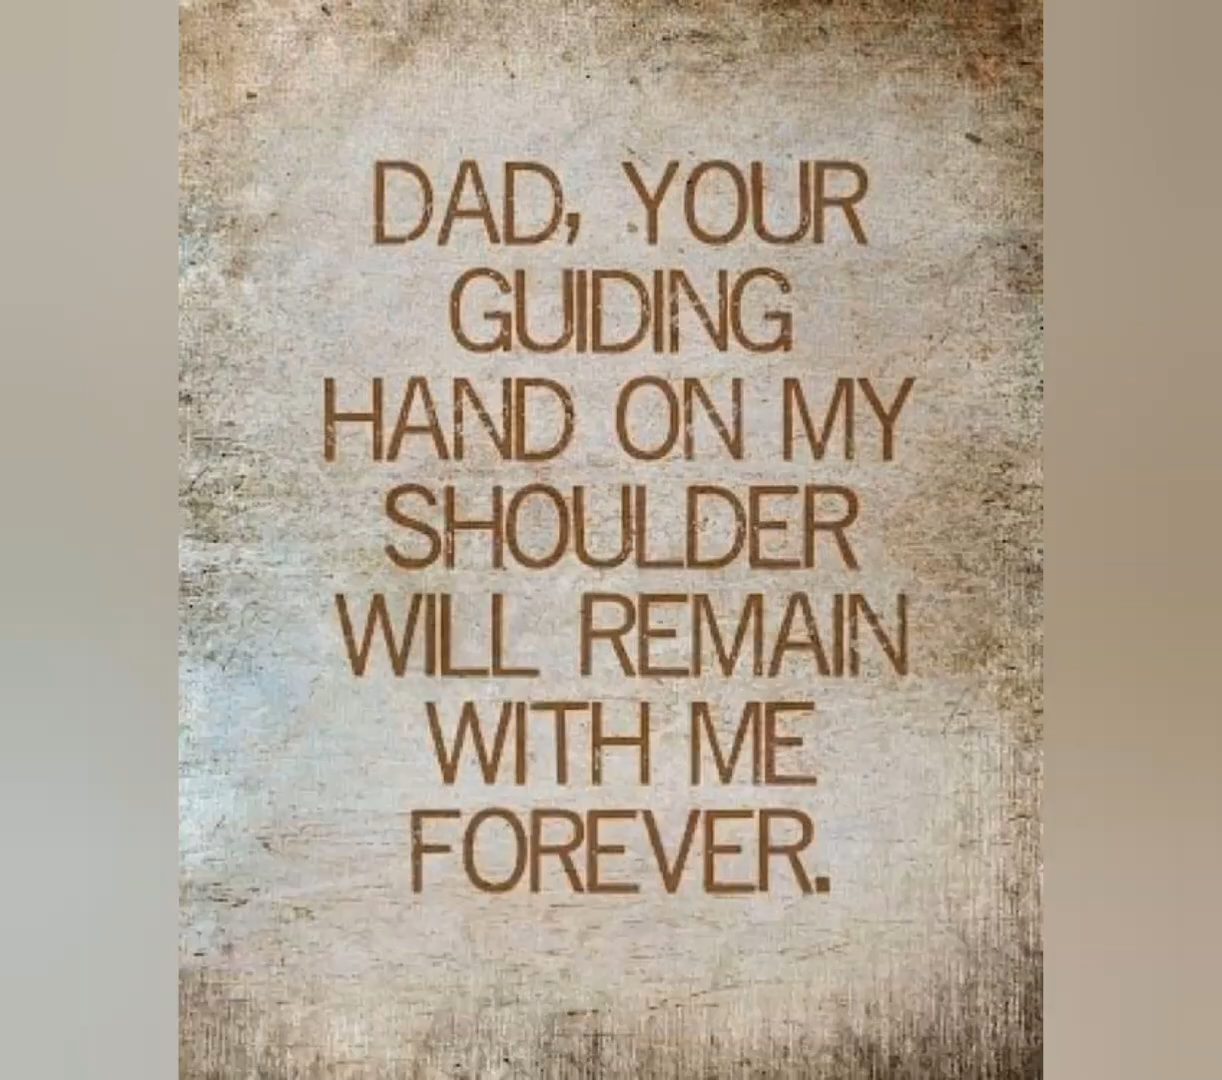 DAD, YOUR
GUIDING
HAND ON MY
SHOULDER
WILL REMAIN
WITH ME
FOREVER.